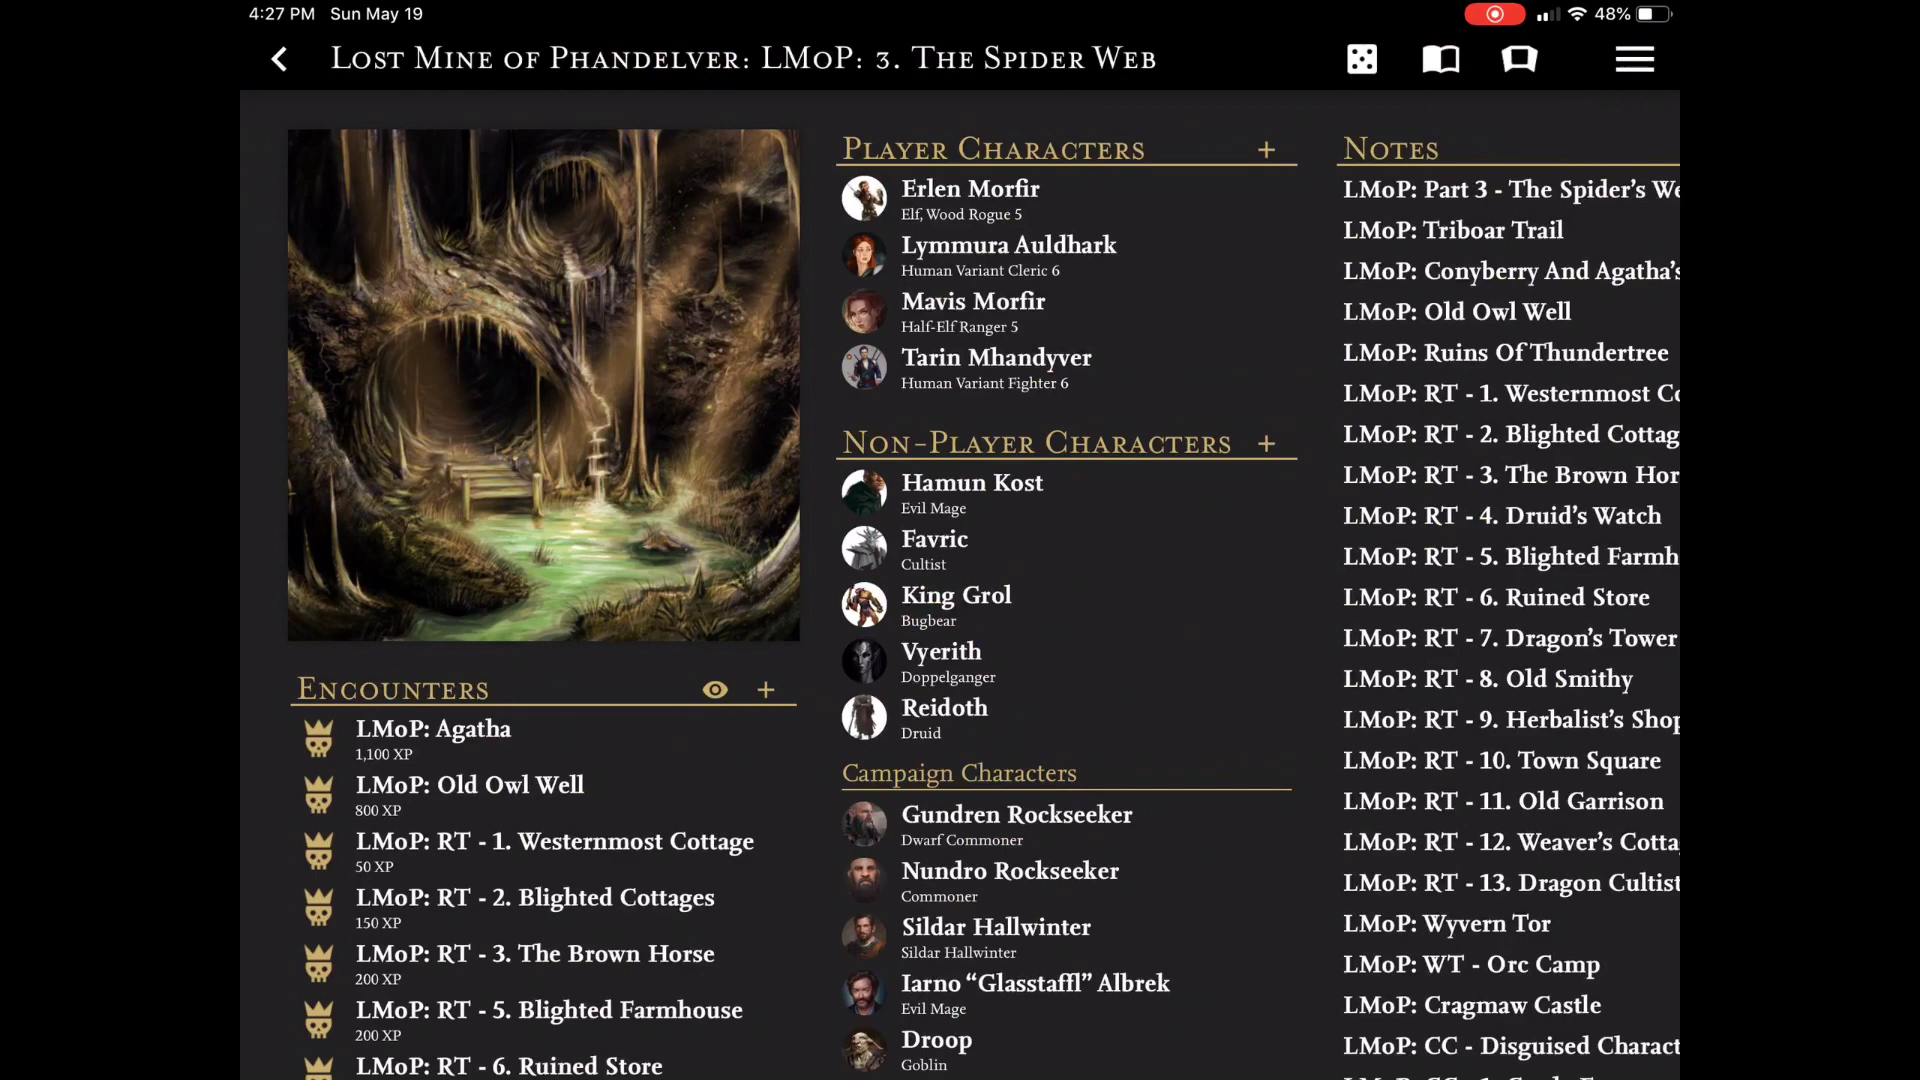 4:27 PM Sun May 19
48%
Lost Mine of Phandelver: LMoP: 3. The Spider Web
Encounters
LMoP: Agatha
1,100 XP
LMoP: Old Owl Well
800 XP
LMoP: RT - 1. Westernmost Cottage
50 XP
LMoP: RT - 2. Blighted Cottages
150 XP
LMoP: RT - 3. The Brown Horse
200 XP
LMoP: RT - 5. Blighted Farmhouse
200 XP
LMoP: RT - 6. Ruined Store
Player Characters
Erlen Morfir
Elf, Wood Rogue 5
Lymmura Auldhark
Human Variant Cleric 6
Mavis Morfir
Half-Elf Ranger 5
Tarin Mhandyver
Human Variant Fighter 6
Non-Player Characters
Hamun Kost
Evil Mage
Favric
Cultist
King Grol
Bugbear
Vyerith
Doppelganger
Reidoth
Druid
Campaign Characters
Gundren Rockseeker
Dwarf Commoner
Nundro Rockseeker
Commoner
Sildar Hallwinter
Sildar Hallwinter
Iarno “Glasstaffl” Albrek
Evil Mage
Droop
Goblin
Notes
LMoP: Part 3 - The Spider’s We
LMoP: Triboar Trail
LMoP: Conyberry And Agatha’s
LMoP: Old Owl Well
LMoP: Ruins Of Thundertree
LMoP: RT - 1. Westernmost Co
LMoP: RT - 2. Blighted Cottag
LMoP: RT - 3. The Brown Hor
LMoP: RT - 4. Druid’s Watch
LMoP: RT - 5. Blighted Farmh
LMoP: RT - 6. Ruined Store
LMoP: RT - 7. Dragon’s Tower
LMoP: RT - 8. Old Smithy
LMoP: RT - 9. Herbalist’s Shop
LMoP: RT - 10. Town Square
LMoP: RT - 11. Old Garrison
LMoP: RT - 12. Weaver’s Cotta
LMoP: RT - 13. Dragon Cultist
LMoP: Wyvern Tor
LMoP: WT - Orc Camp
LMoP: Cragmaw Castle
LMoP: CC - Disguised Charact